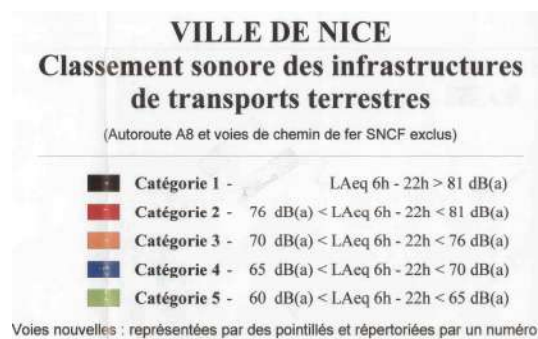 VILLE DE NICE
Classement sonore des infrastructures
de transports terrestres
(Autoroute A8 et voies de chemin de fer SNCF exclus)
Catégorie 1 - LAeq 6h - 22h > 81 dB(a)
Catégorie 2 - 76 dB(a) < LAeq 6h - 22h < 81 dB(a)
Catégorie 3 - 70 dB(a) < LAeq 6h - 22h < 76 dB(a)
Catégorie 4 - 65 dB(a) < LAeq 6h - 22h < 70 dB(a)
Catégorie 5 - 60 dB(a) < LAeq 6h - 22h < 65 dB(a)
Voies nouvelles : représentées par des pointillés et répertoriées par un numéro